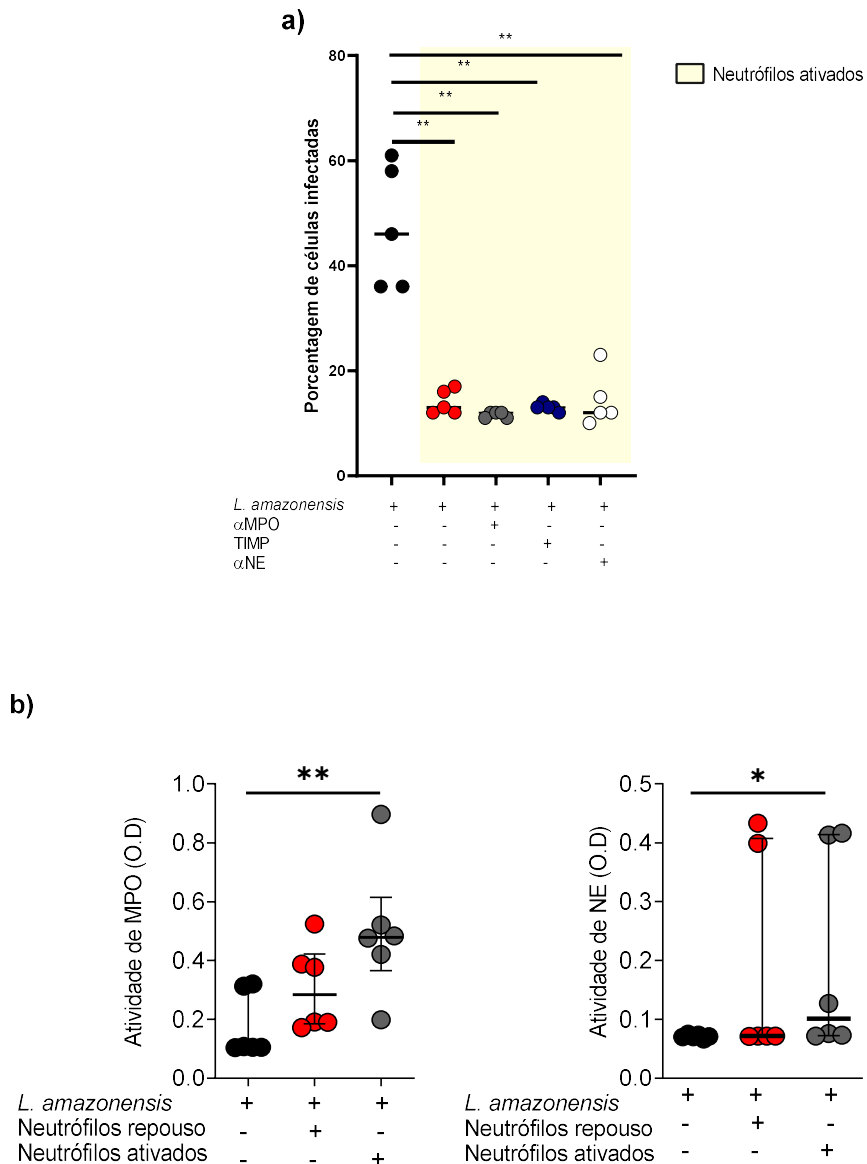 a)
**
**
**
**
Neutrófilos ativados
Porcentagem de células infectadas
80
60
40
20
0
L. amazonensis + + + + +
αMPO - - + - -
TIMP - - - + -
αNE - - - - +
b)
**
Atividade de MPO (O.D)
1.0
0.8
0.6
0.4
0.2
0.0
L. amazonensis + + +
Neutrófilos repouso - + -
Neutrófilos ativados - - +
*
Atividade de NE (O.D)
0.5
0.4
0.3
0.2
0.1
0.0
L. amazonensis + + +
Neutrófilos repouso - + -
Neutrófilos ativados - - +